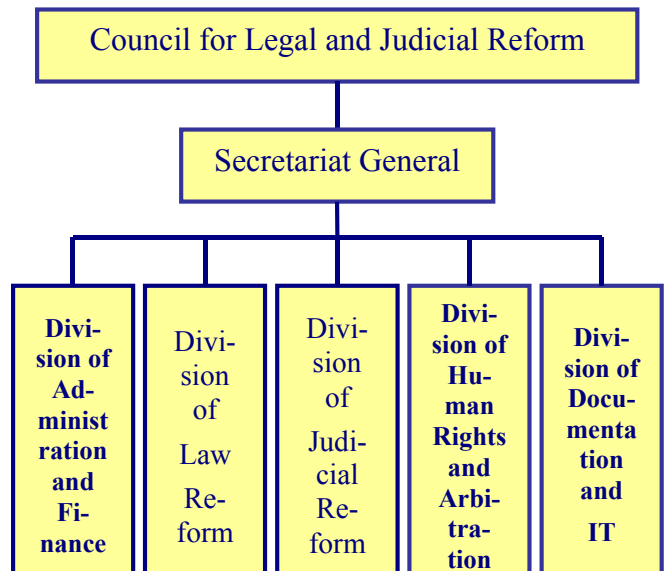 Council for Legal and Judicial Reform
Secretariat General
Divi-
sion of
Ad-
minist
ration
and
Fi-
nance
Divi-
sion
of
Law
Re-
form
Divi-
sion
of
Judi-
cial
Re-
form
Divi-
sion of
Hu-
man
Rights
and
Arbi-
tra-
tion
Divi-
sion of
Docu-
menta
tion
and
IT